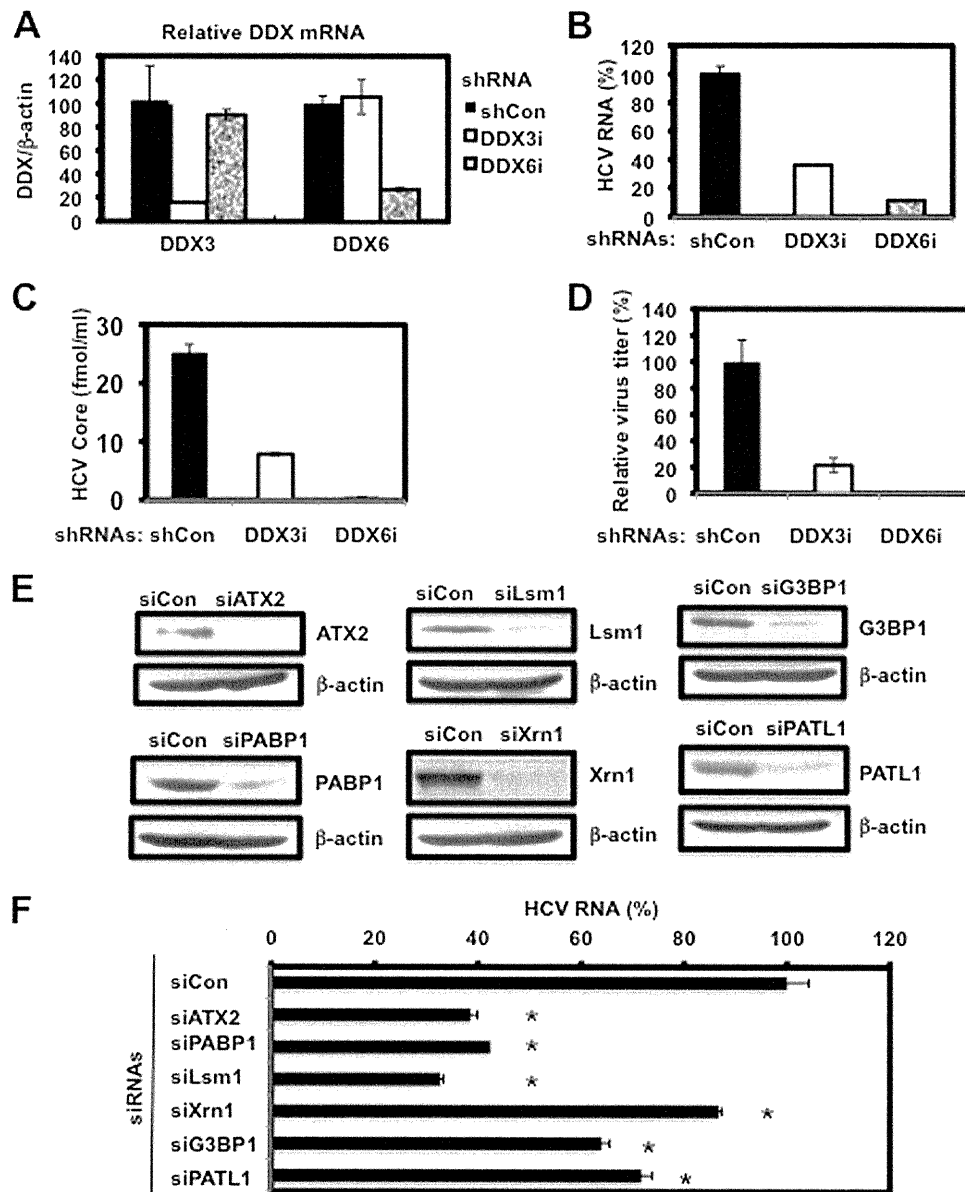 A
Relative DDX mRNA
DDX/β-actin
140
120
100
80
60
40
20
0
DDX3 DDX6
shRNA
shCon
DDX3i
DDX6i
B
HCV RNA (%)
120
100
80
60
40
20
0
shRNAs: shCon DDX3i DDX6i
C
HCV Core (fmol/ml)
30
20
10
0
shRNAs: shCon DDX3i DDX6i
D
Relative virus titer (%)
140
120
100
80
60
40
20
0
shRNAs: shCon DDX3i DDX6i
E
siCon siATX2
ATX2
β-actin
siCon siLsm1
Lsm1
β-actin
siCon siG3BP1
G3BP1
β-actin
siCon siPABP1
PABP1
β-actin
siCon siXrn1
Xrn1
β-actin
siCon siPATL1
PATL1
β-actin
F
HCV RNA (%)
0 20 40 60 80 100 120
siRNAs
siCon
siATX2 *
siPABP1 *
siLsm1 *
siXrn1 *
siG3BP1 *
siPATL1 *